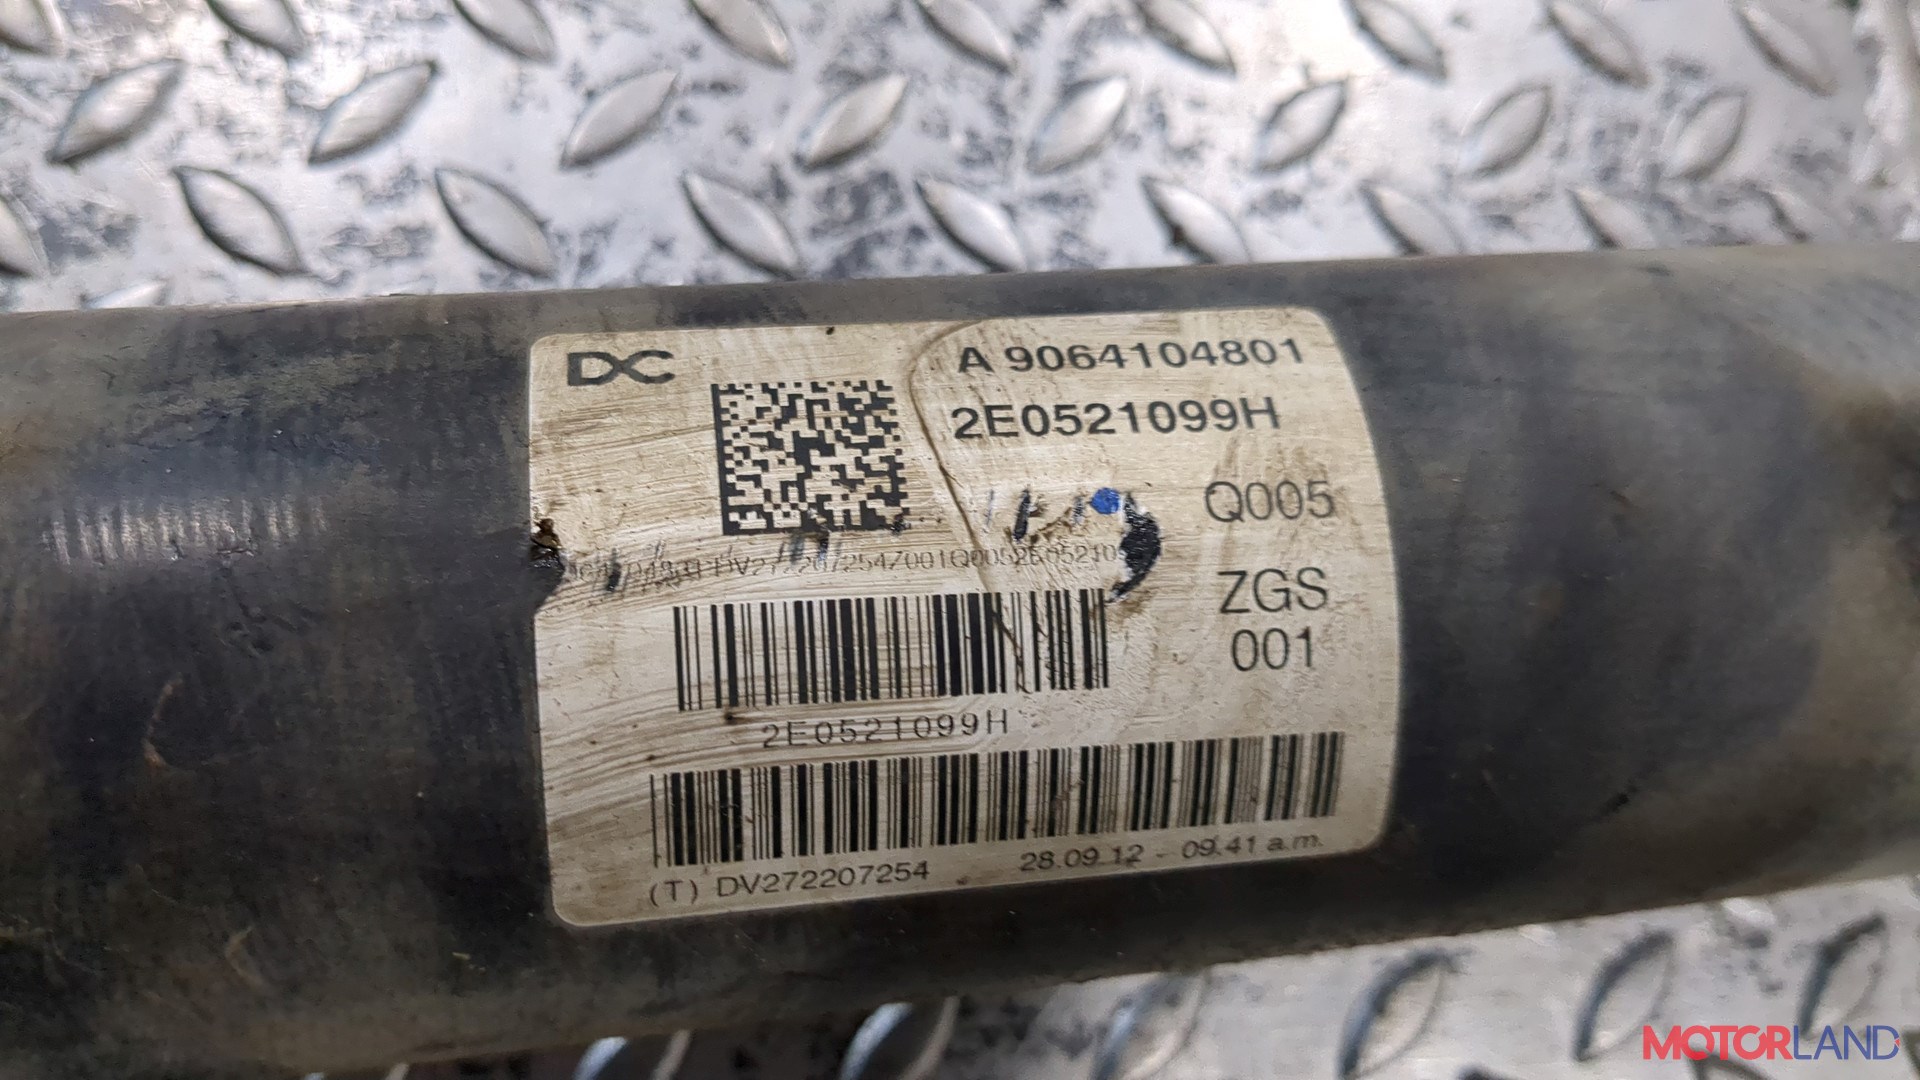 DC
A 9064104801
2E0521099H
Q005
ZGS
001
2E0521099H
(T) DV272207254
28.09.12 - 09.41 a.m.
MOTORLAND